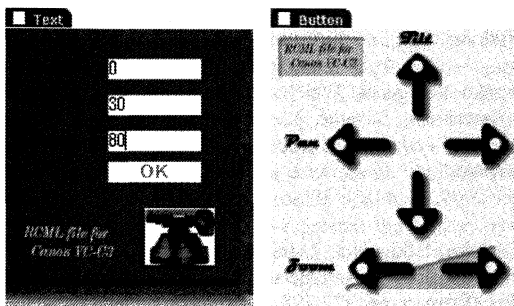 Text
0
30
80
OK
RCML file for
Canon VC-C3
Button
RCML file for
Canon VC-C3
Tilt
Pan
Zoom